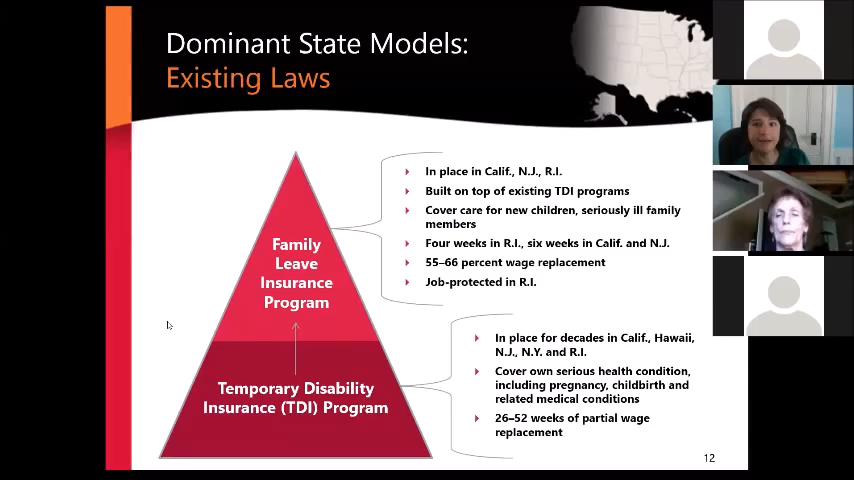 Dominant State Models:
Existing Laws
Family
Leave
Insurance
Program
In place in Calif., N.J., R.I.
Built on top of existing TDI programs
Cover care for new children, seriously ill family
members
Four weeks in R.I., six weeks in Calif. and N.J.
55–66 percent wage replacement
Job-protected in R.I.
Temporary Disability
Insurance (TDI) Program
In place for decades in Calif., Hawaii,
N.J., N.Y. and R.I.
Cover own serious health condition,
including pregnancy, childbirth and
related medical conditions
26–52 weeks of partial wage
replacement
12